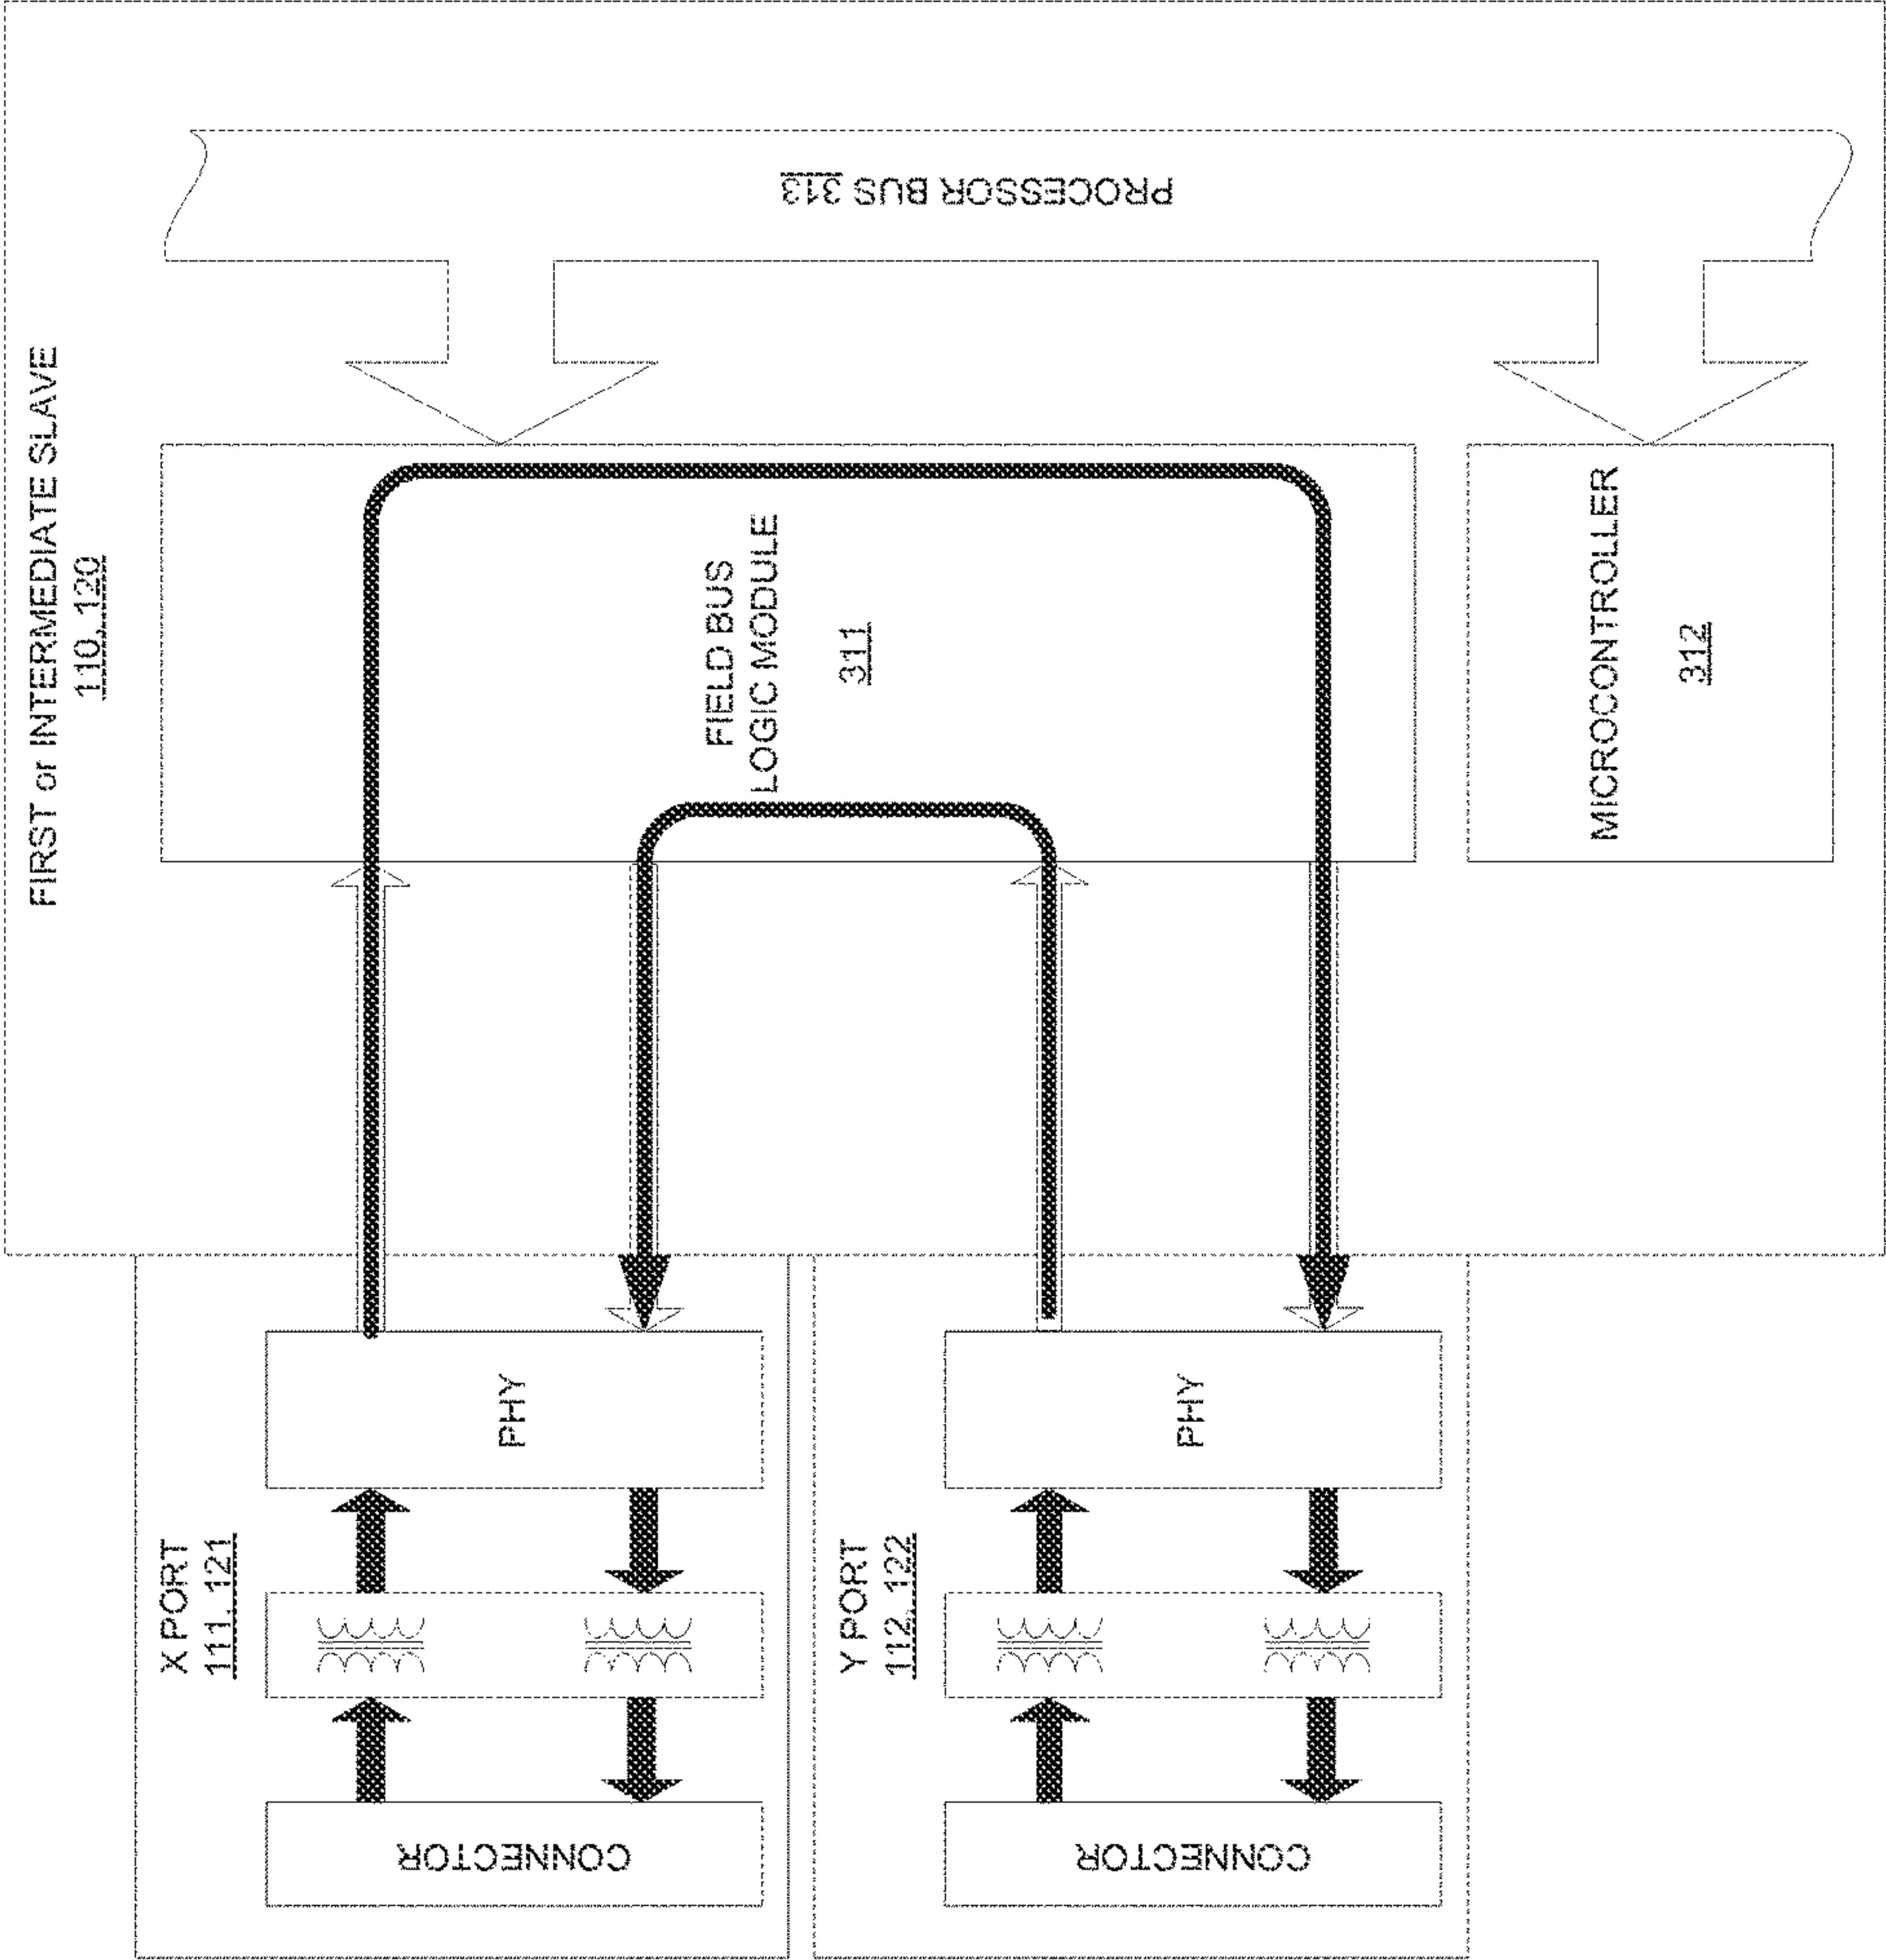 FIRST or INTERMEDIATE SLAVE
110, 120
PROCESSOR BUS 313
FIELD BUS
LOGIC MODULE
311
MICROCONTROLLER
312
X PORT
111, 121
PHY
CONNECTOR
Y PORT
112, 122
PHY
CONNECTOR